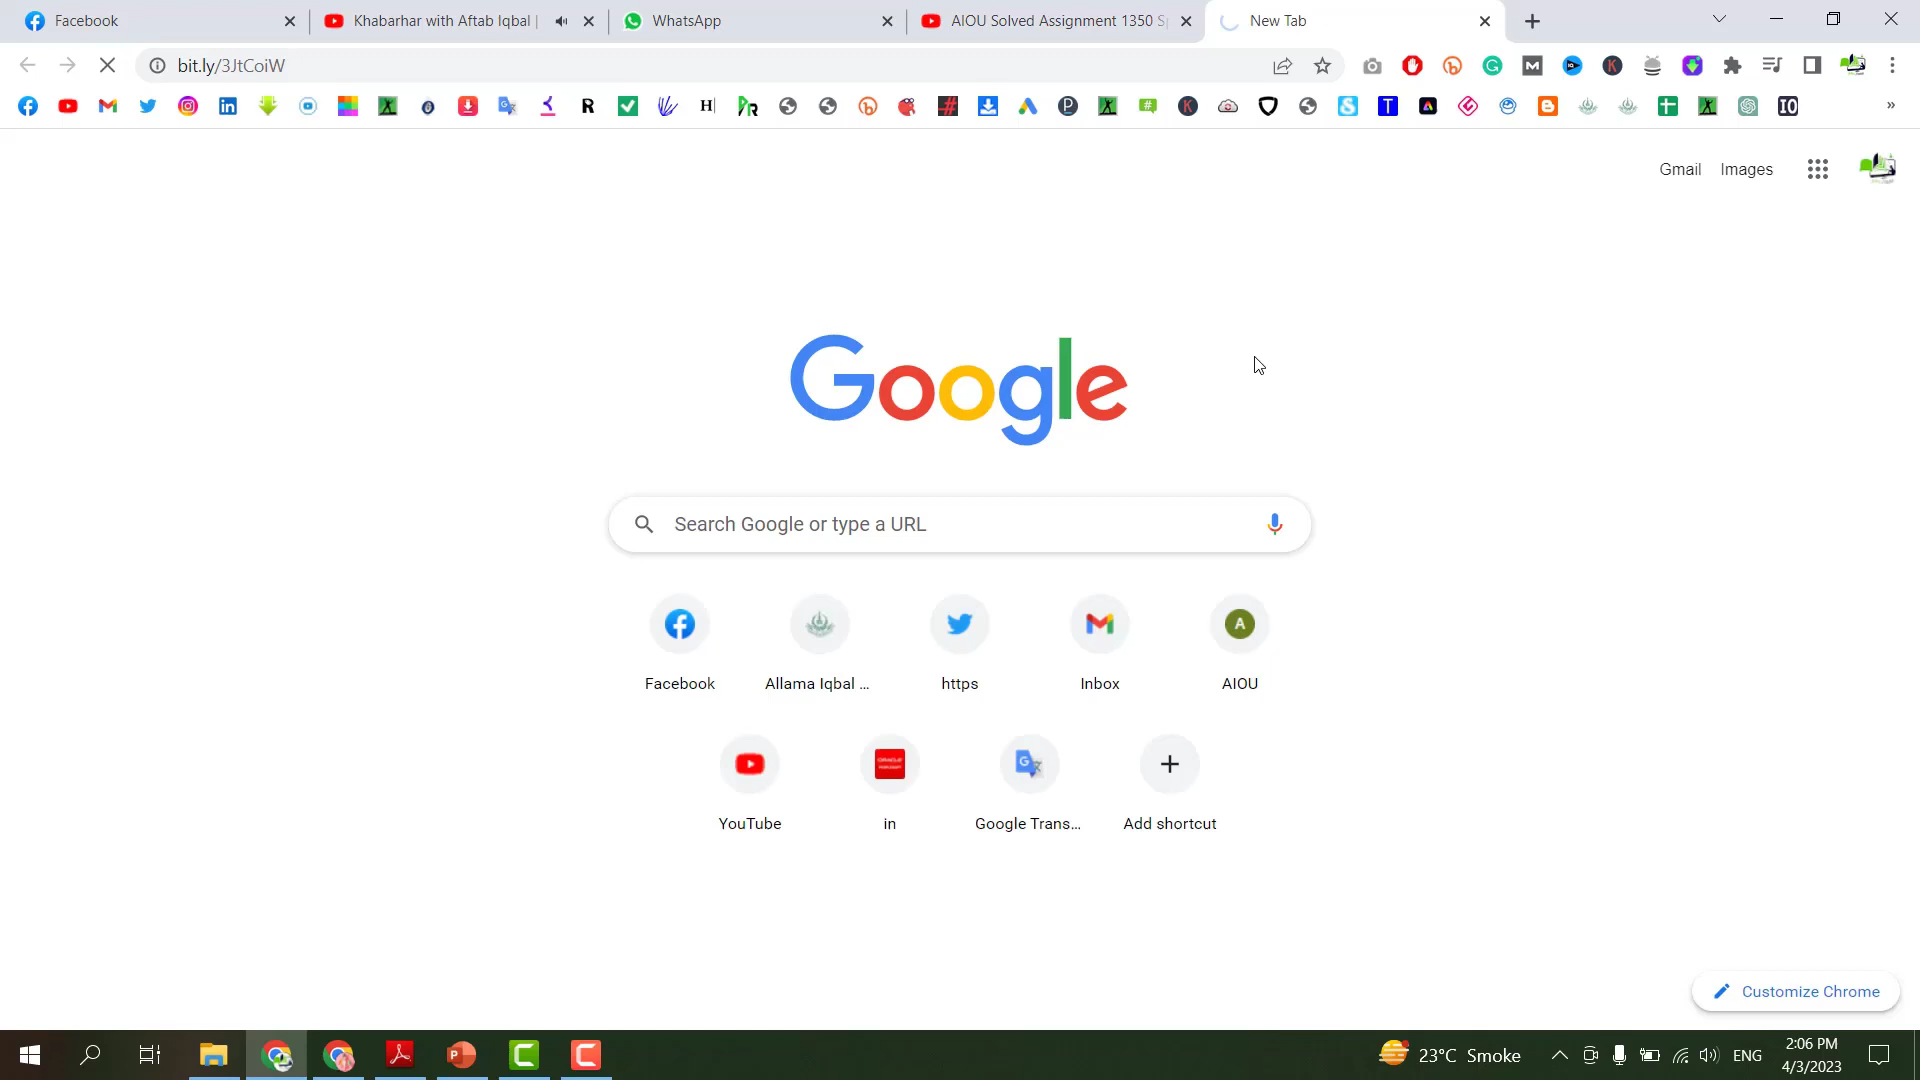 Facebook
Khabarhar with Aftab Iqbal |
WhatsApp
AIOU Solved Assignment 1350 S
New Tab
bit.ly/3JtCoiW
Gmail Images
Google
Search Google or type a URL
Facebook
Allama Iqbal ...
https
Inbox
AIOU
YouTube
in
Google Trans...
Add shortcut
Customize Chrome
23°C Smoke
ENG
2:06 PM
4/3/2023